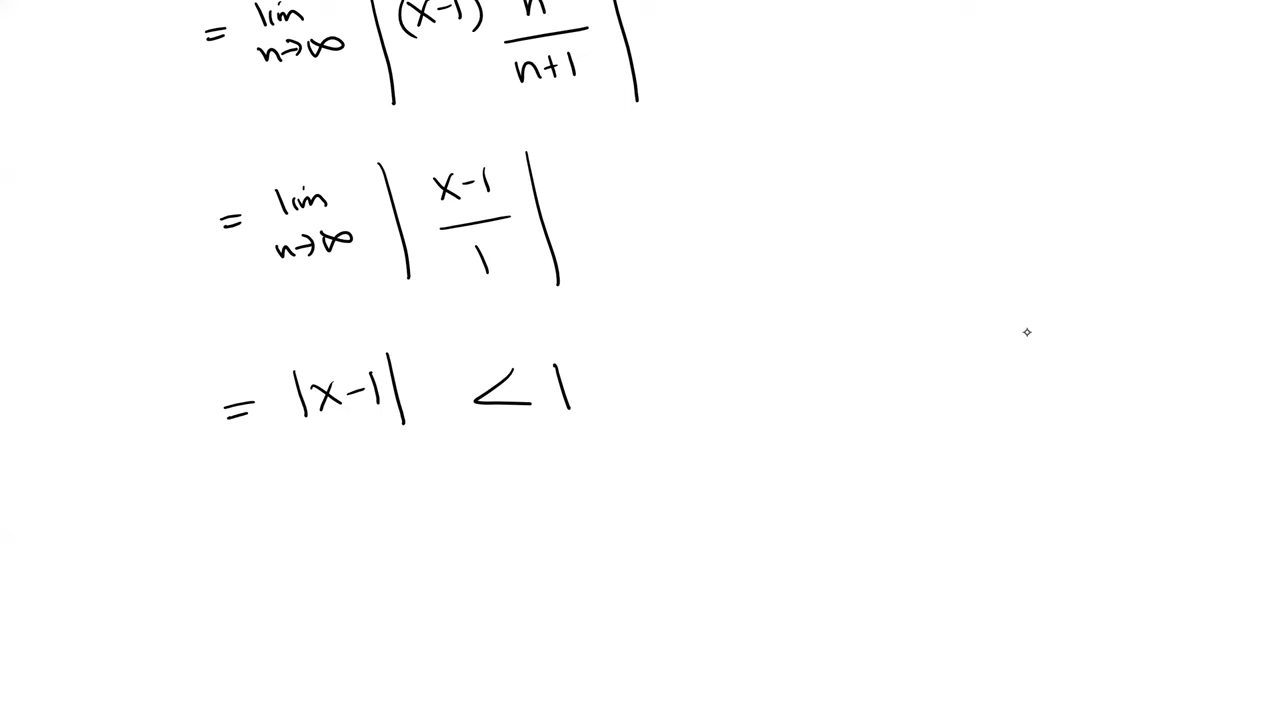 = lim n→∞ |(x-1) n/(n+1)|
= lim n→∞ |(x-1)/1|
= |x-1| < 1